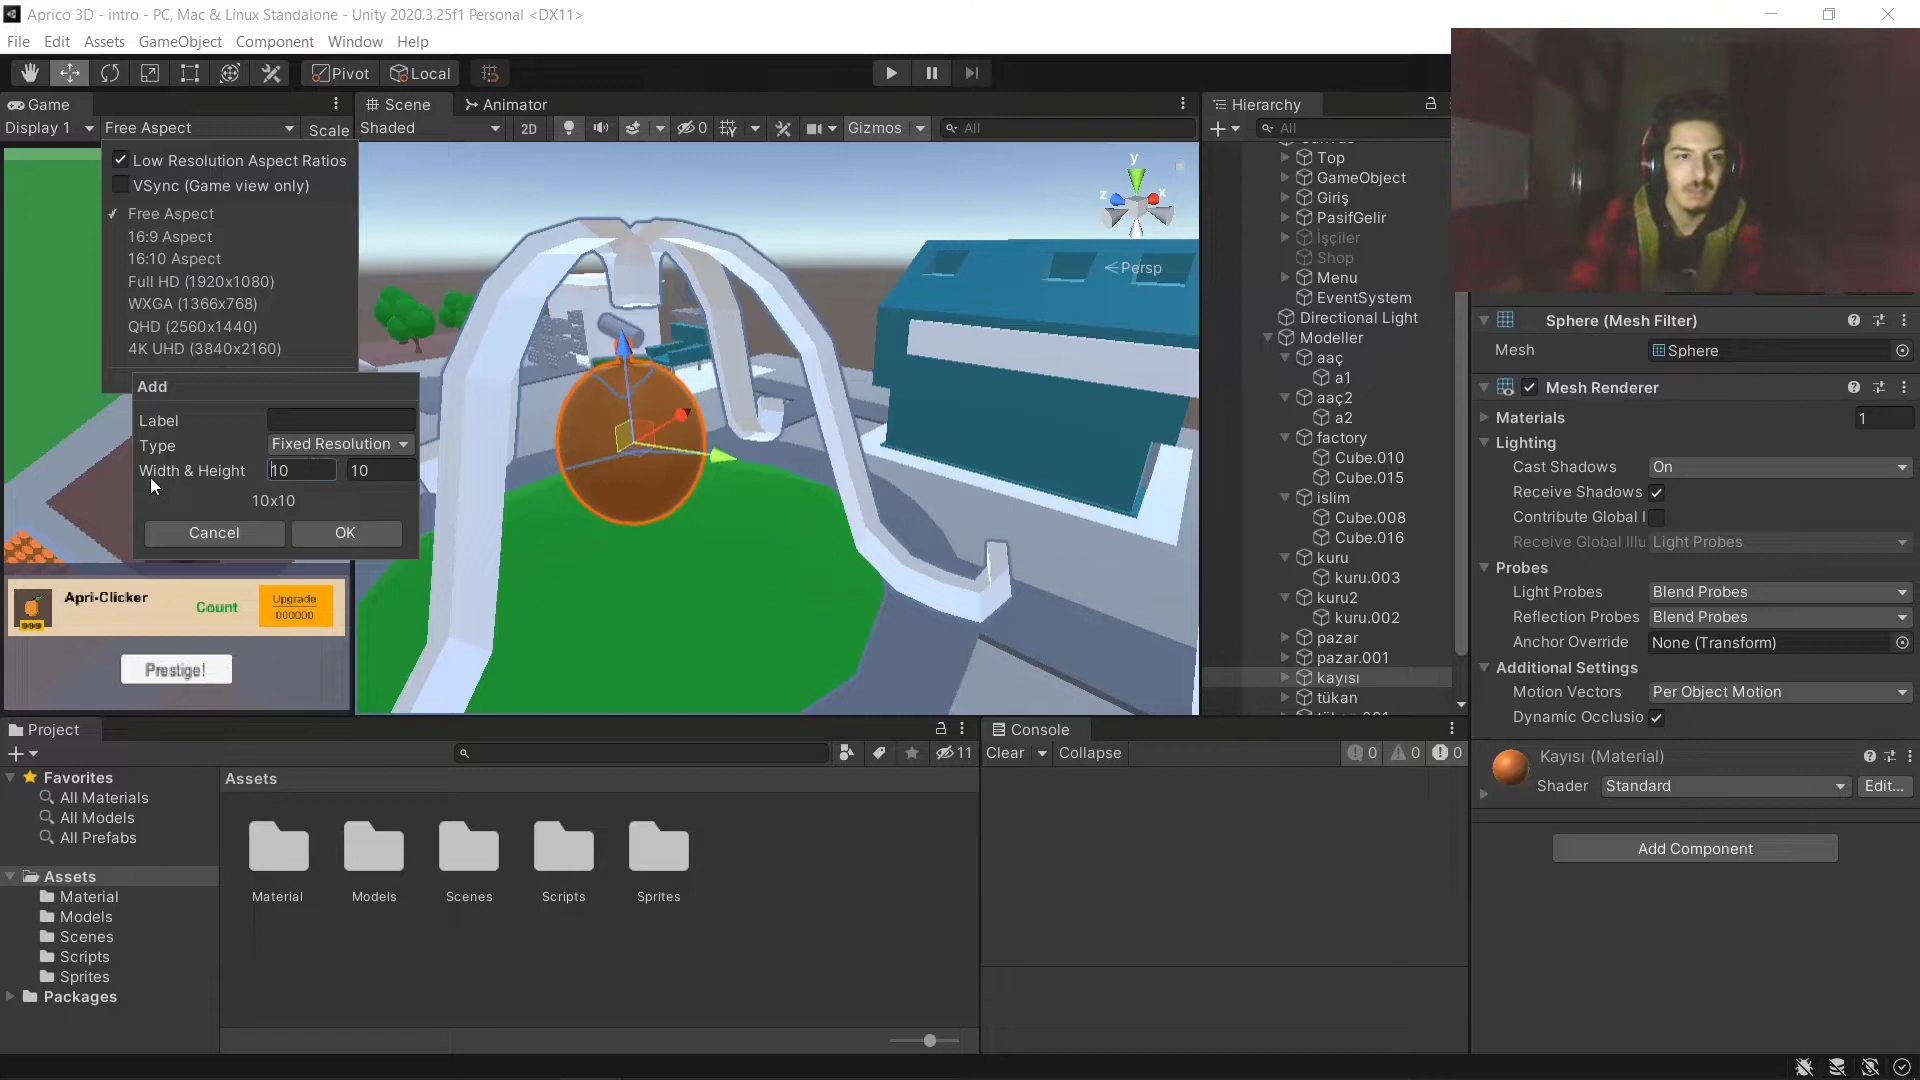 Aprico 3D - intro - PC, Mac & Linux Standalone - Unity 2020.3.25f1 Personal <DX11>
File Edit Assets GameObject Component Window Help
Pivot Local
Game
Scene Animator
Hierarchy
Display 1 Free Aspect Scale
Shaded 2D 0 Gizmos All
All
Low Resolution Aspect Ratios
VSync (Game view only)
Free Aspect
16:9 Aspect
16:10 Aspect
Full HD (1920x1080)
WXGA (1366x768)
QHD (2560x1440)
4K UHD (3840x2160)
Add
Label
Type Fixed Resolution
Width & Height 10 10
10x10
Cancel OK
Apri-Clicker
Count
Upgrade
000000
999
Prestige!
y
z x
Persp
Top
GameObject
Giriş
PasifGelir
İşçiler
Shop
Menu
EventSystem
Directional Light
Modeller
aaç
a1
aaç2
a2
factory
Cube.010
Cube.015
islim
Cube.008
Cube.016
kuru
kuru.003
kuru2
kuru.002
pazar
pazar.001
kayısı
tükan
Sphere (Mesh Filter)
Mesh Sphere
Mesh Renderer
Materials 1
Lighting
Cast Shadows On
Receive Shadows
Contribute Global I
Receive Global Illu Light Probes
Probes
Light Probes Blend Probes
Reflection Probes Blend Probes
Anchor Override None (Transform)
Additional Settings
Motion Vectors Per Object Motion
Dynamic Occlusio
Kayısı (Material)
Shader Standard Edit...
Add Component
Project
11
Favorites
All Materials
All Models
All Prefabs
Assets
Material
Models
Scenes
Scripts
Sprites
Packages
Assets
Material Models Scenes Scripts Sprites
Console
Clear Collapse 0 0 0